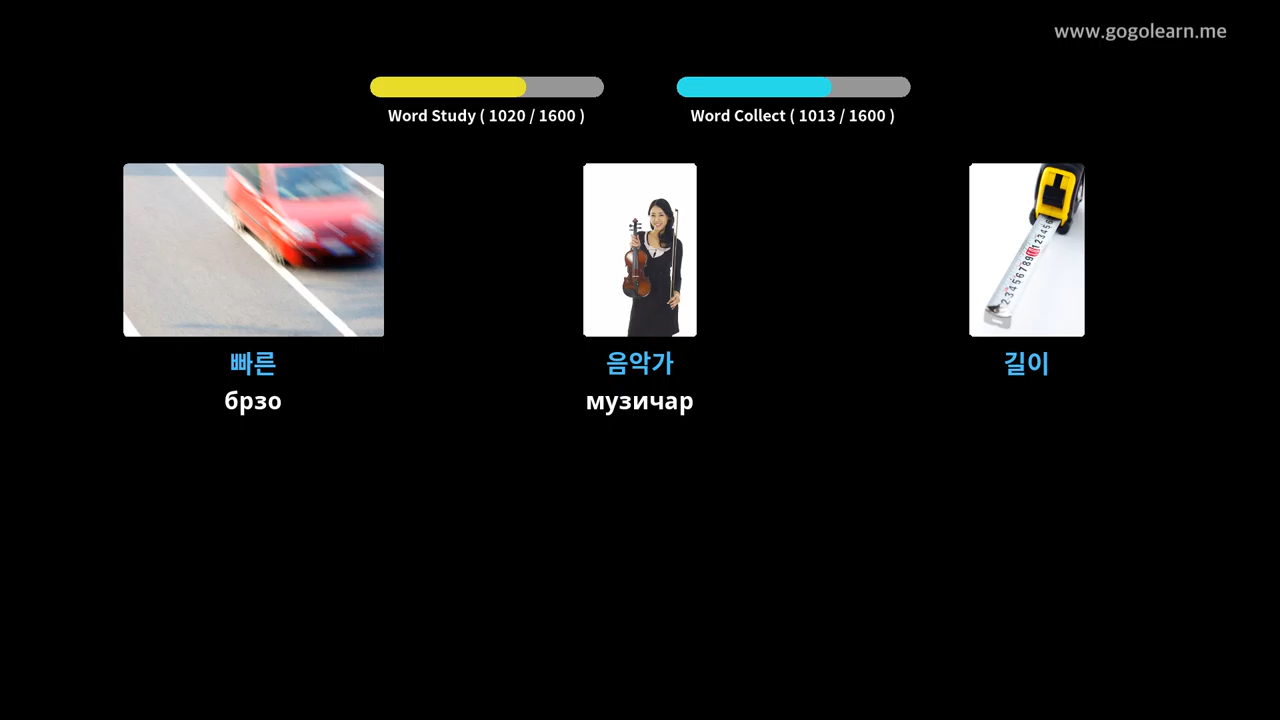 www.gogolearn.me
Word Study ( 1020 / 1600 )
Word Collect ( 1013 / 1600 )
빠른
음악가
길이
брзо
музичар